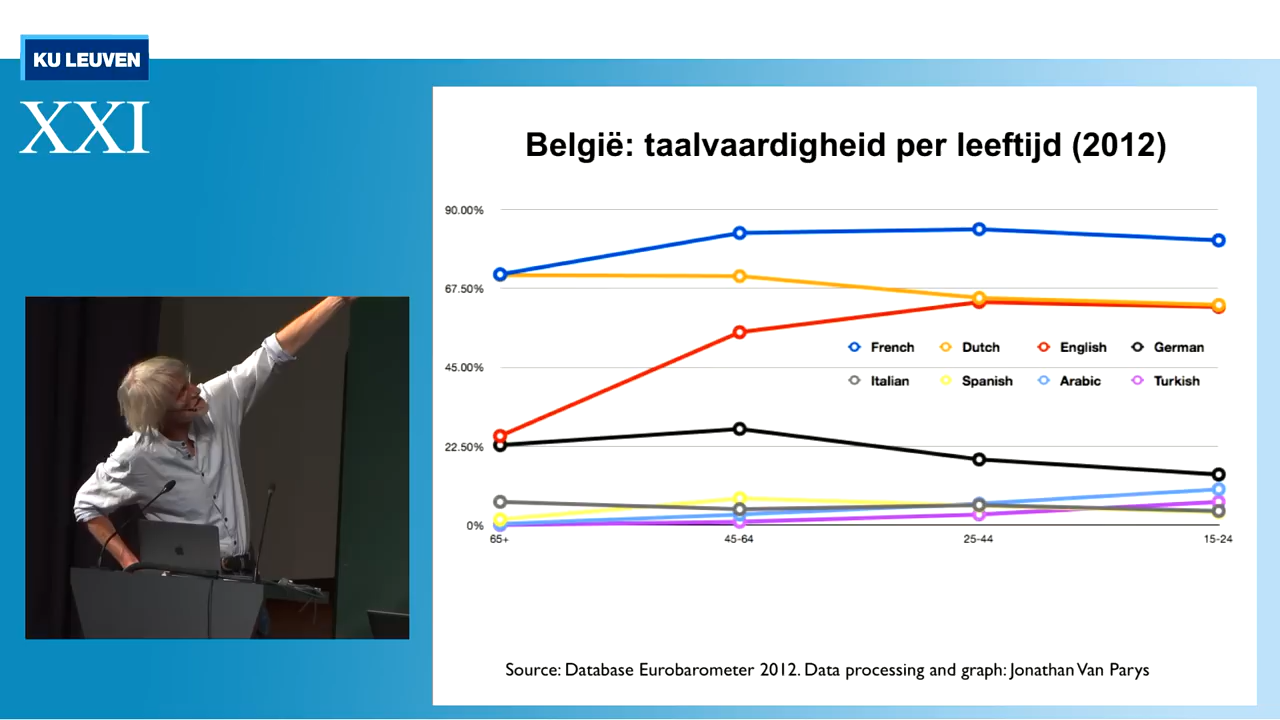 KU LEUVEN
XXI
België: taalvaardigheid per leeftijd (2012)
90.00%
67.50%
45.00%
22.50%
0%
French Dutch English German
Italian Spanish Arabic Turkish
65+ 45-64 25-44 15-24
Source: Database Eurobarometer 2012. Data processing and graph: Jonathan Van Parys